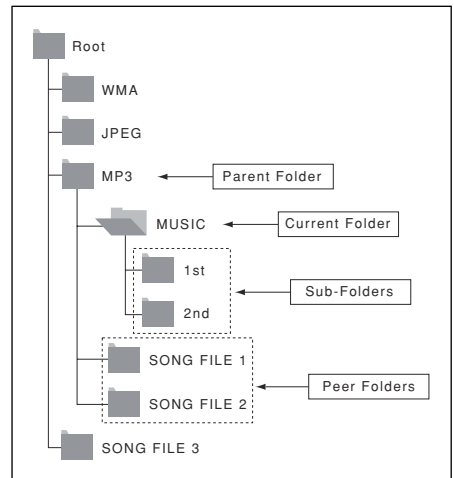 Root
WMA
JPEG
MP3
Parent Folder
MUSIC
Current Folder
1st
Sub-Folders
2nd
SONG FILE 1
Peer Folders
SONG FILE 2
SONG FILE 3